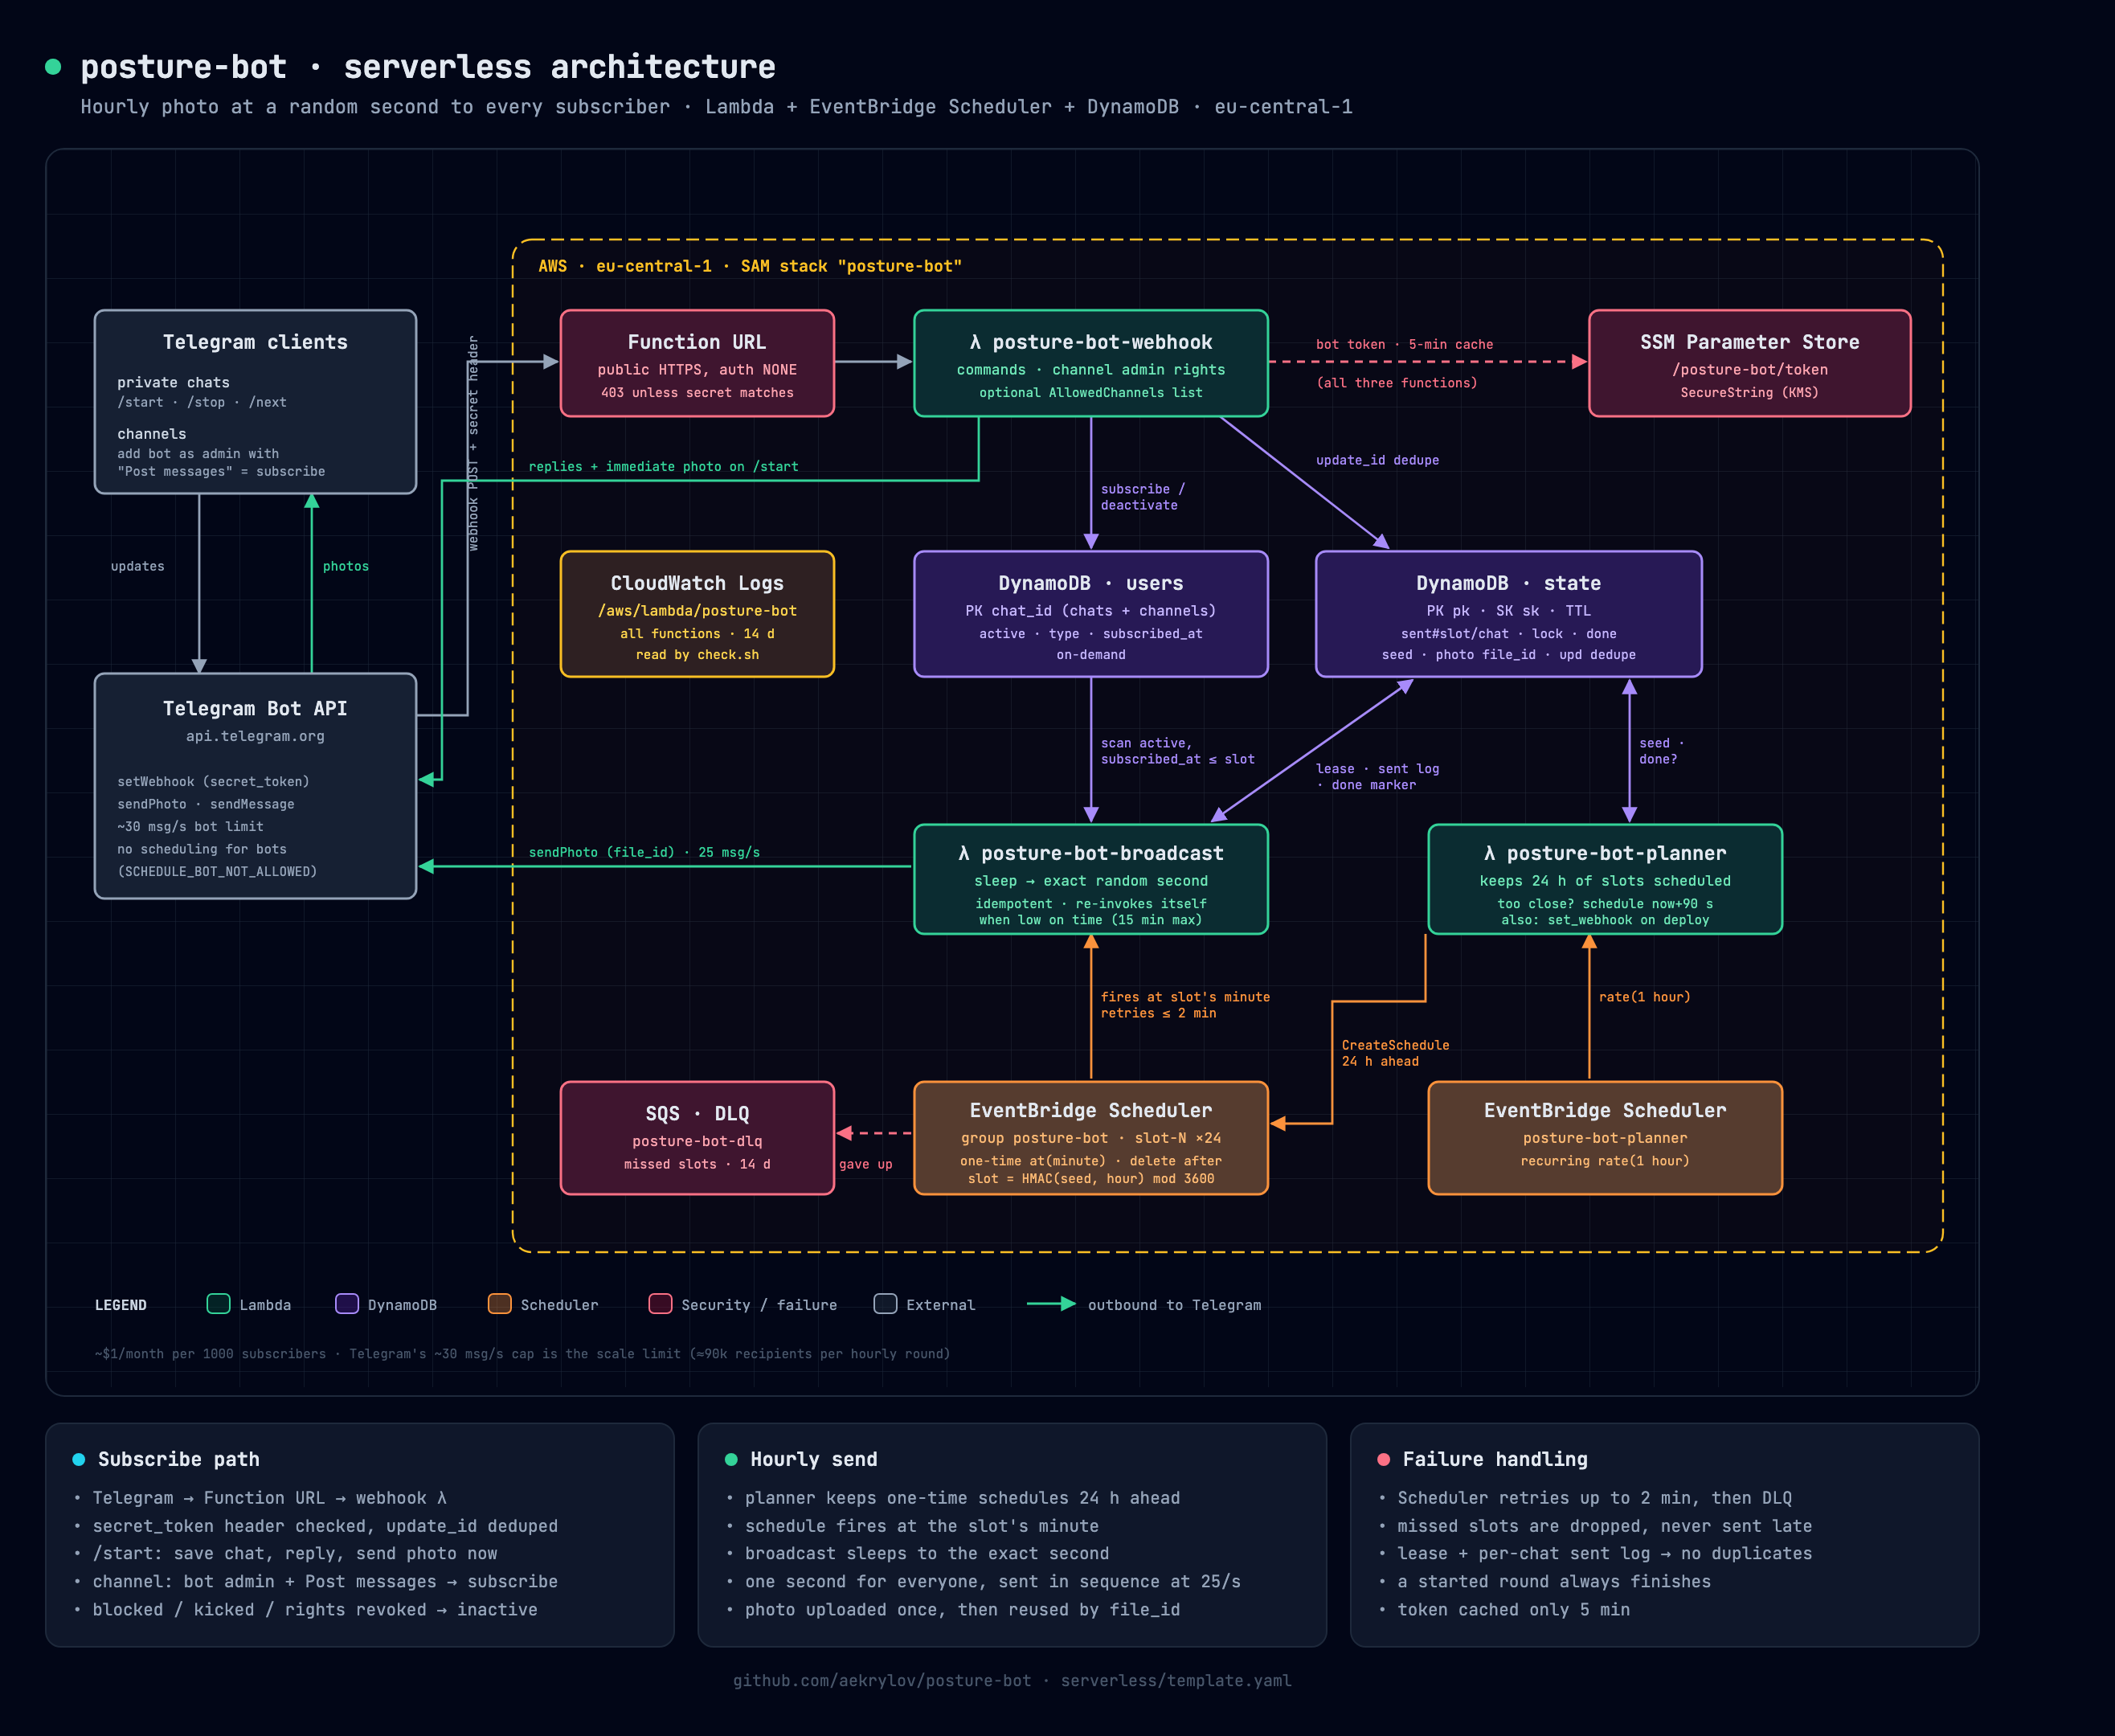 posture-bot · serverless architecture
Hourly photo at a random second to every subscriber · Lambda + EventBridge Scheduler + DynamoDB · eu-central-1
AWS · eu-central-1 · SAM stack "posture-bot"
Telegram clients
private chats
/start · /stop · /next
channels
add bot as admin with
"Post messages" = subscribe
webhook POST + secret header
Function URL
public HTTPS, auth NONE
403 unless secret matches
λ posture-bot-webhook
commands · channel admin rights
optional AllowedChannels list
bot token · 5-min cache
(all three functions)
SSM Parameter Store
/posture-bot/token
SecureString (KMS)
replies + immediate photo on /start
subscribe /
deactivate
update_id dedupe
updates
photos
CloudWatch Logs
/aws/lambda/posture-bot
all functions · 14 d
read by check.sh
DynamoDB · users
PK chat_id (chats + channels)
active · type · subscribed_at
on-demand
DynamoDB · state
PK pk · SK sk · TTL
sent#slot/chat · lock · done
seed · photo file_id · upd dedupe
Telegram Bot API
api.telegram.org
setWebhook (secret_token)
sendPhoto · sendMessage
~30 msg/s bot limit
no scheduling for bots
(SCHEDULE_BOT_NOT_ALLOWED)
scan active,
subscribed_at ≤ slot
lease · sent log
· done marker
seed ·
done?
sendPhoto (file_id) · 25 msg/s
λ posture-bot-broadcast
sleep → exact random second
idempotent · re-invokes itself
when low on time (15 min max)
λ posture-bot-planner
keeps 24 h of slots scheduled
too close? schedule now+90 s
also: set_webhook on deploy
fires at slot's minute
retries ≤ 2 min
CreateSchedule
24 h ahead
rate(1 hour)
SQS · DLQ
posture-bot-dlq
missed slots · 14 d
gave up
EventBridge Scheduler
group posture-bot · slot-N ×24
one-time at(minute) · delete after
slot = HMAC(seed, hour) mod 3600
EventBridge Scheduler
posture-bot-planner
recurring rate(1 hour)
LEGEND
Lambda
DynamoDB
Scheduler
Security / failure
External
outbound to Telegram
~$1/month per 1000 subscribers · Telegram's ~30 msg/s cap is the scale limit (≈90k recipients per hourly round)
Subscribe path
• Telegram → Function URL → webhook λ
• secret_token header checked, update_id deduped
• /start: save chat, reply, send photo now
• channel: bot admin + Post messages → subscribe
• blocked / kicked / rights revoked → inactive
Hourly send
• planner keeps one-time schedules 24 h ahead
• schedule fires at the slot's minute
• broadcast sleeps to the exact second
• one second for everyone, sent in sequence at 25/s
• photo uploaded once, then reused by file_id
Failure handling
• Scheduler retries up to 2 min, then DLQ
• missed slots are dropped, never sent late
• lease + per-chat sent log → no duplicates
• a started round always finishes
• token cached only 5 min
github.com/aekrylov/posture-bot · serverless/template.yaml